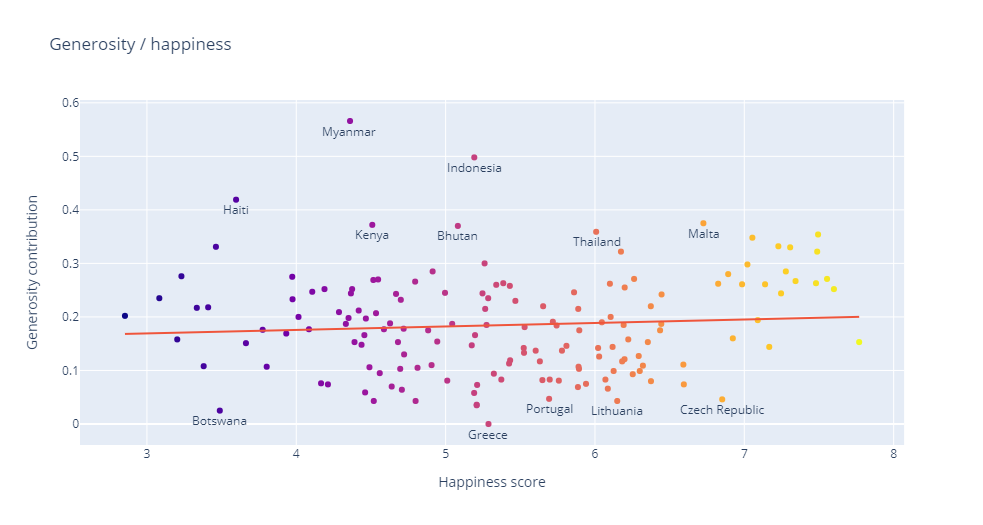 Generosity / happiness
0.6
Myanmar
0.5
Indonesia
0.4
Haiti
Kenya
Bhutan
Thailand
Malta
0.3
0.2
0.1
Portugal
Lithuania
Czech Republic
Botswana
0
Greece
Generosity contribution
3 4 5 6 7 8
Happiness score